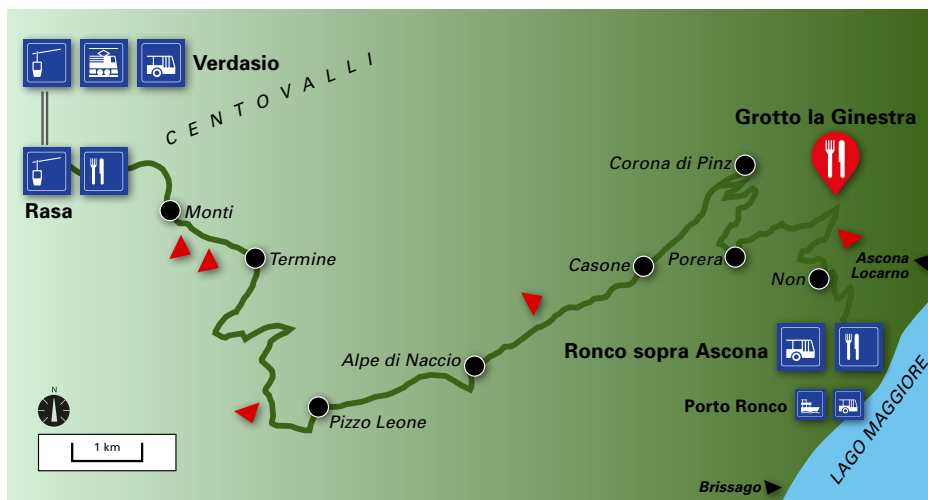 Verdasio
CENTOVALLI
Grotto la Ginestra
Corona di Pinz
Rasa
Monti
Termine
Casone
Porera
Non
Ascona
Locarno
Alpe di Naccio
Ronco sopra Ascona
Pizzo Leone
Porto Ronco
LAGO MAGGIORE
N
1 km
Brissago